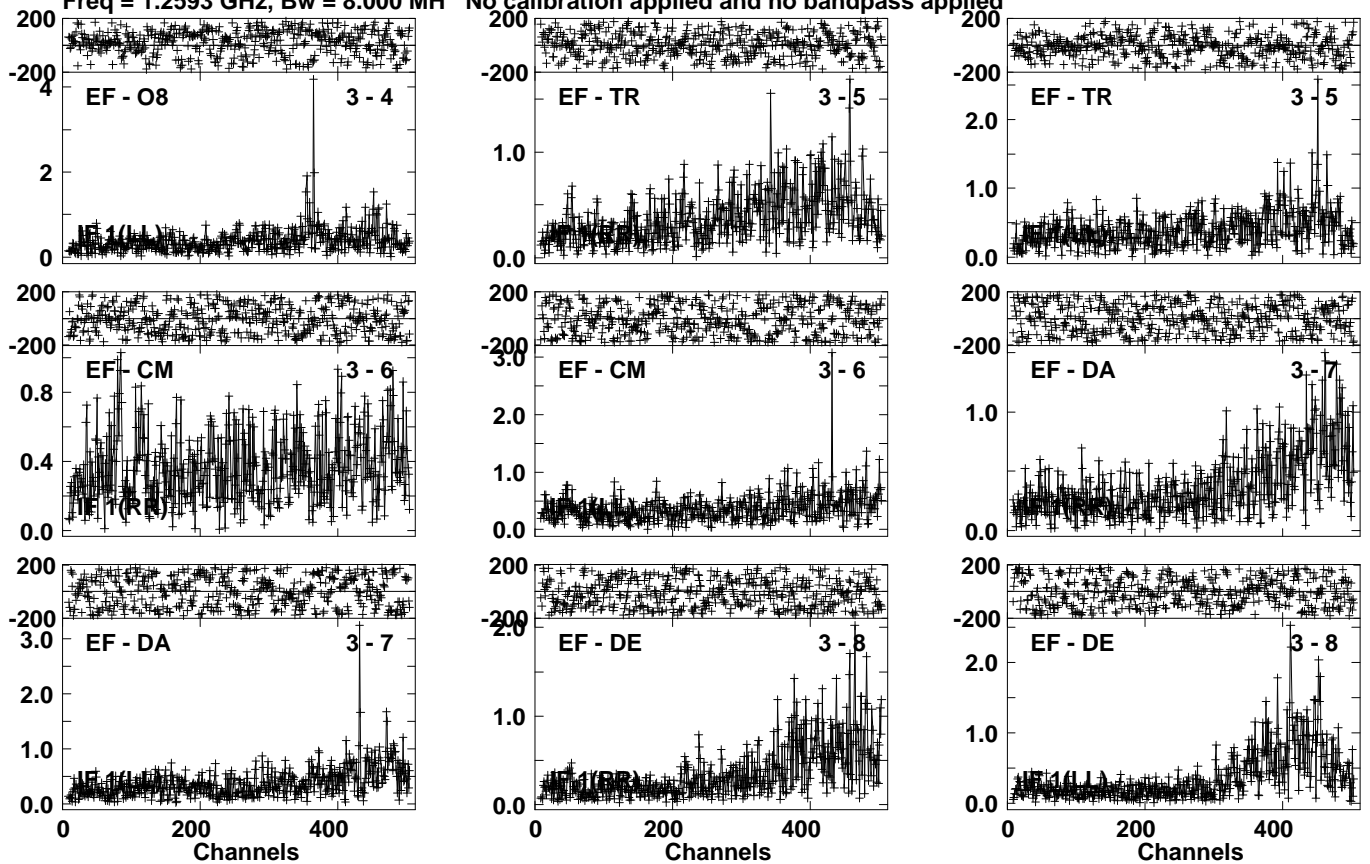 Freq = 1.2593 GHz, Bw = 8.000 MH No calibration applied and no bandpass applied
200 200 200
-200 -200 -200
EF - O8 3 - 4 EF - TR 3 - 5 EF - TR 3 - 5
4 2.0
2 1.0 1.0
IF 1(LL)
0 0.0 0.0
200 200 200
-200 -200 -200
EF - CM 3 - 6 EF - CM 3 - 6 EF - DA 3 - 7
3.0
0.8 2.0 1.0
0.4 1.0
IF 1(RR) IF 1(RR)
0.0 0.0 0.0
200 200 200
-200 -200 -200
EF - DA 3 - 7 EF - DE 3 - 8 EF - DE 3 - 8
3.0 2.0
2.0 2.0
1.0 1.0 1.0
IF 1(LL) IF 1(RR) IF 1(LL)
0.0 0.0 0.0
0 200 400 0 200 400 0 200 400
Channels Channels Channels